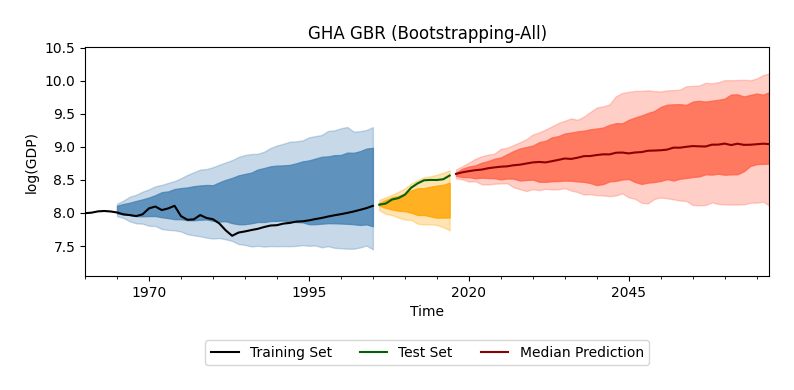 GHA GBR (Bootstrapping-All)
log(GDP)
10.5
10.0
9.5
9.0
8.5
8.0
7.5
1970 1995 2020 2045
Time
Training Set Test Set Median Prediction